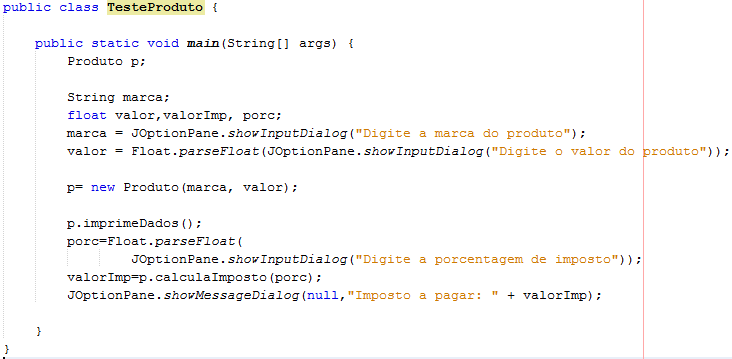 public class TesteProduto {
public static void main(String[] args) {
Produto p;
String marca;
float valor,valorImp, porc;
marca = JOptionPane.showInputDialog("Digite a marca do produto");
valor = Float.parseFloat(JOptionPane.showInputDialog("Digite o valor do produto"));
p= new Produto(marca, valor);
p.imprimeDados();
porc=Float.parseFloat(
JOptionPane.showInputDialog("Digite a porcentagem de imposto"));
valorImp=p.calculaImposto(porc);
JOptionPane.showMessageDialog(null,"Imposto a pagar: " + valorImp);
}
}